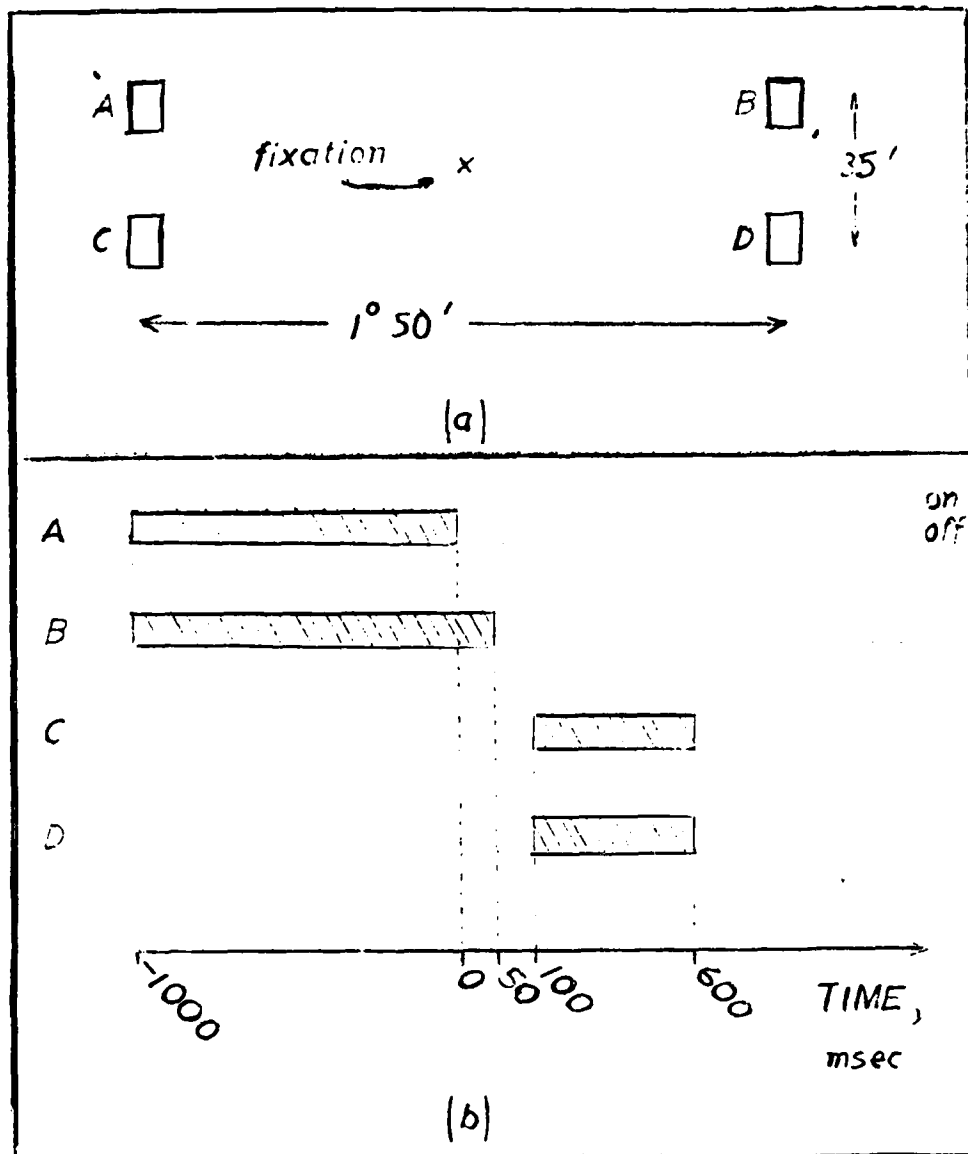 A B
35'
fixation x
C D
1° 50'
(a)
A on
off
B
C
D
-1000 0 50 100 600 TIME,
msec
(b)